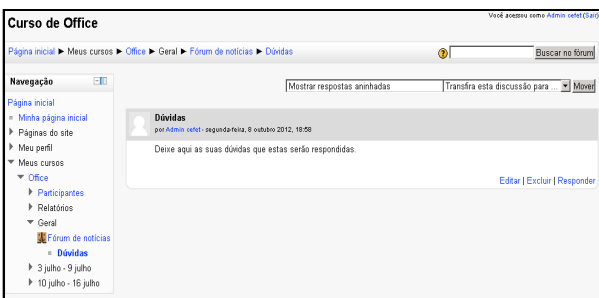 Você acessou como Admin cefet (Sair)
Curso de Office
Página inicial ► Meus cursos ► Office ► Geral ► Fórum de notícias ► Dúvidas
Buscar no fórum
Navegação
Mostrar respostas aninhadas
Transfira esta discussão para ...
Mover
Página inicial
Minha página inicial
Páginas do site
Meu perfil
Meus cursos
Office
Participantes
Relatórios
Geral
Fórum de notícias
Dúvidas
3 julho - 9 julho
10 julho - 16 julho
Dúvidas
por Admin cefet - segunda-feira, 8 outubro 2012, 18:58
Deixe aqui as suas dúvidas que estas serão respondidas.
Editar | Excluir | Responder